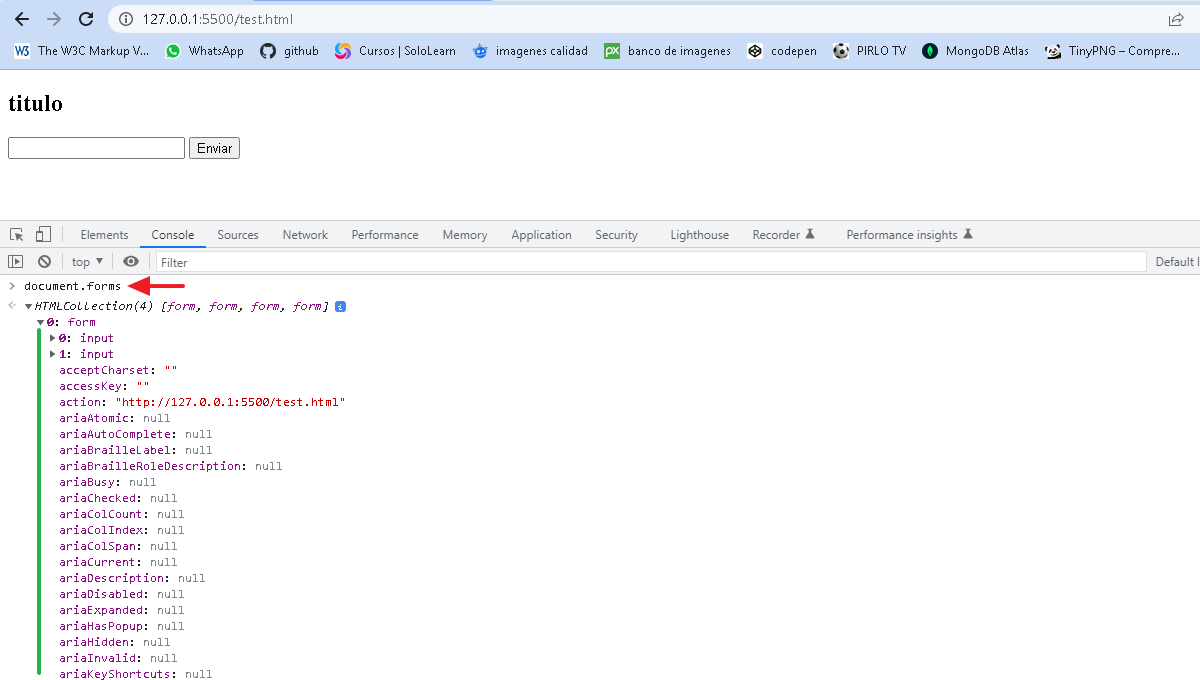 127.0.0.1:5500/test.html
The W3C Markup V... WhatsApp github Cursos | SoloLearn imagenes calidad banco de imagenes codepen PIRLO TV MongoDB Atlas TinyPNG – Compre...
titulo
Enviar
Elements Console Sources Network Performance Memory Application Security Lighthouse Recorder Performance insights
top ▼ Filter Default l
> document.forms
HTMLCollection(4) [form, form, form, form]
0: form
0: input
1: input
acceptCharset: ""
accessKey: ""
action: "http://127.0.0.1:5500/test.html"
ariaAtomic: null
ariaAutoComplete: null
ariaBrailleLabel: null
ariaBrailleRoleDescription: null
ariaBusy: null
ariaChecked: null
ariaColCount: null
ariaColIndex: null
ariaColSpan: null
ariaCurrent: null
ariaDescription: null
ariaDisabled: null
ariaExpanded: null
ariaHasPopup: null
ariaHidden: null
ariaInvalid: null
ariaKeyShortcuts: null